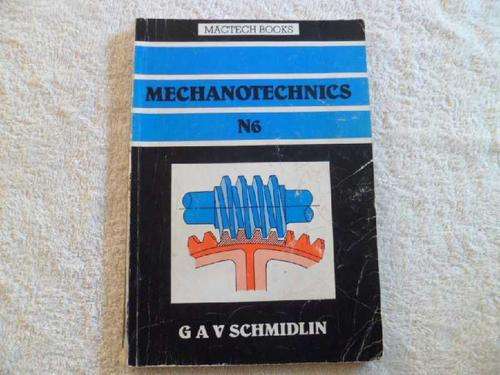 MACTECH BOOKS
MECHANOTECHNICS
N6
G A V SCHMIDLIN